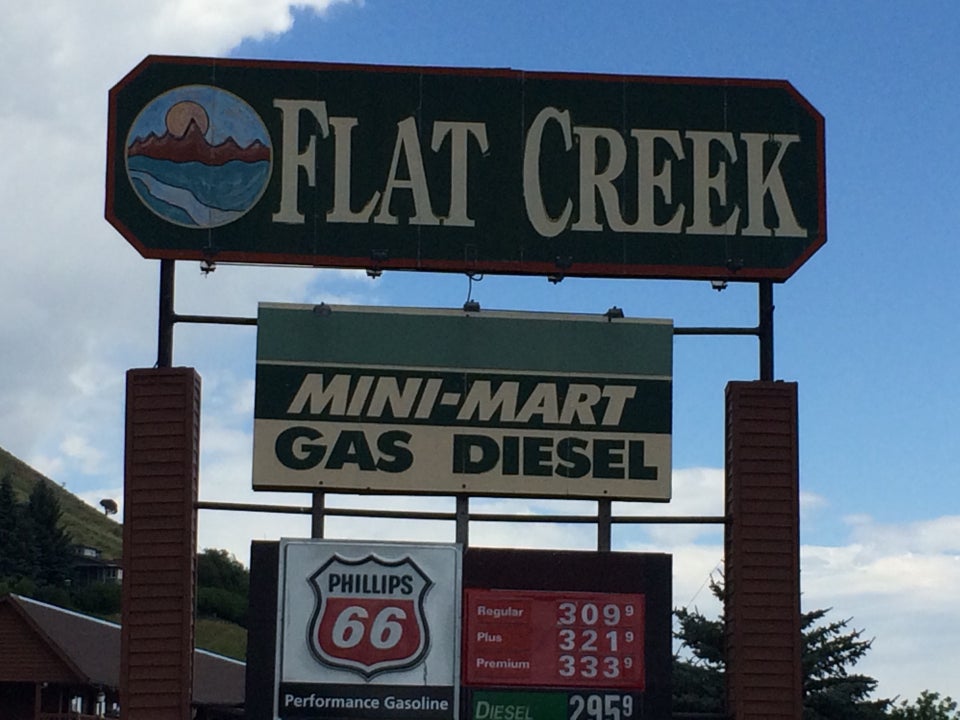 FLAT CREEK
MINI-MART
GAS DIESEL
PHILLIPS
66
Performance Gasoline
Regular 309 9
Plus 321 9
Premium 333 9
DIESEL 295 9